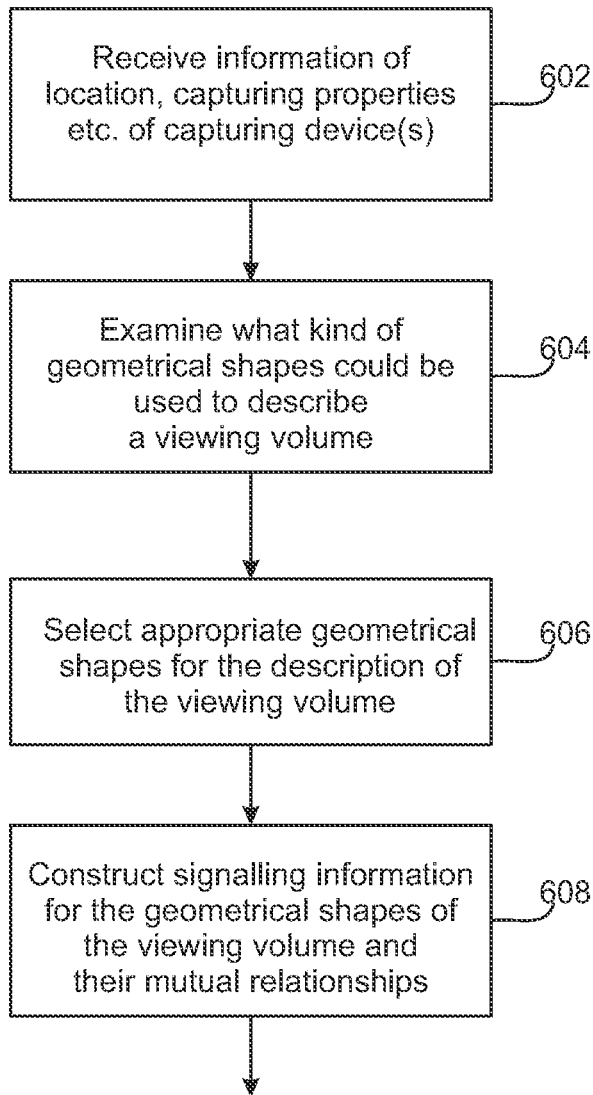 Receive information of
location, capturing properties
etc. of capturing device(s)
602
Examine what kind of
geometrical shapes could be
used to describe
a viewing volume
604
Select appropriate geometrical
shapes for the description of
the viewing volume
606
Construct signalling information
for the geometrical shapes of
the viewing volume and
their mutual relationships
608